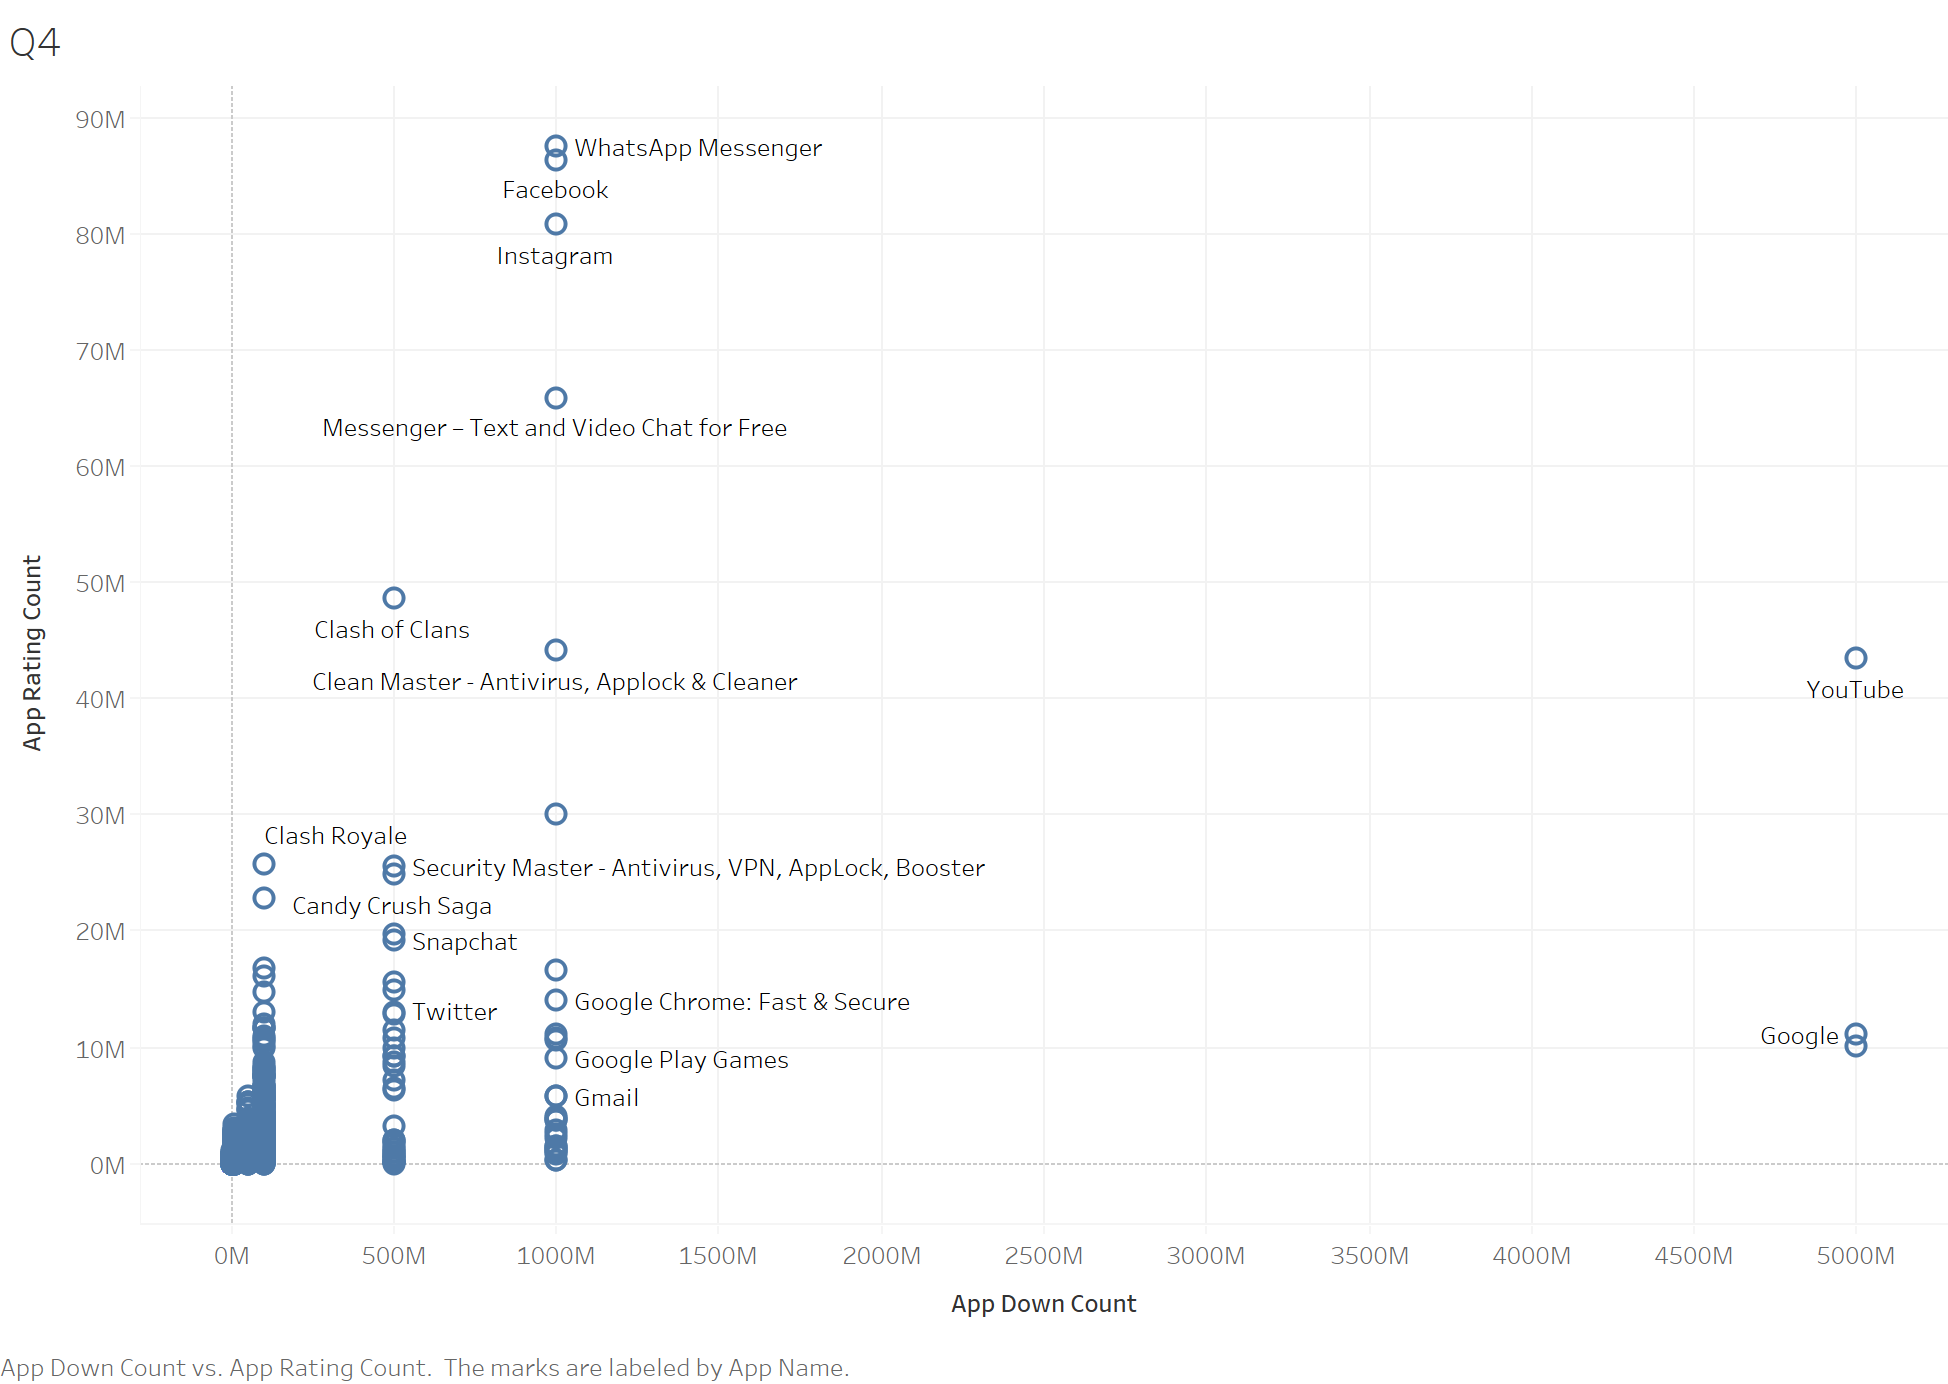 Q4
90M
WhatsApp Messenger
Facebook
80M
Instagram
70M
Messenger – Text and Video Chat for Free
60M
50M
Clash of Clans
Clean Master - Antivirus, Applock & Cleaner
YouTube
40M
30M
Clash Royale
Security Master - Antivirus, VPN, AppLock, Booster
Candy Crush Saga
20M
Snapchat
Google Chrome: Fast & Secure
Twitter
Google
10M
Google Play Games
Gmail
0M
App Rating Count
0M 500M 1000M 1500M 2000M 2500M 3000M 3500M 4000M 4500M 5000M
App Down Count
App Down Count vs. App Rating Count.  The marks are labeled by App Name.